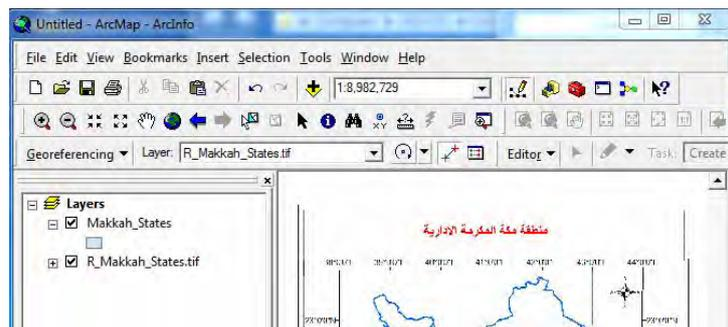 Untitled - ArcMap - ArcInfo
File Edit View Bookmarks Insert Selection Tools Window Help
1:8,982,729
Georeferencing Layer: R_Makkah_States.tif Editor Task: Create
Layers
Makkah_States
R_Makkah_States.tif
منطقة مكة المكرمة الادارية